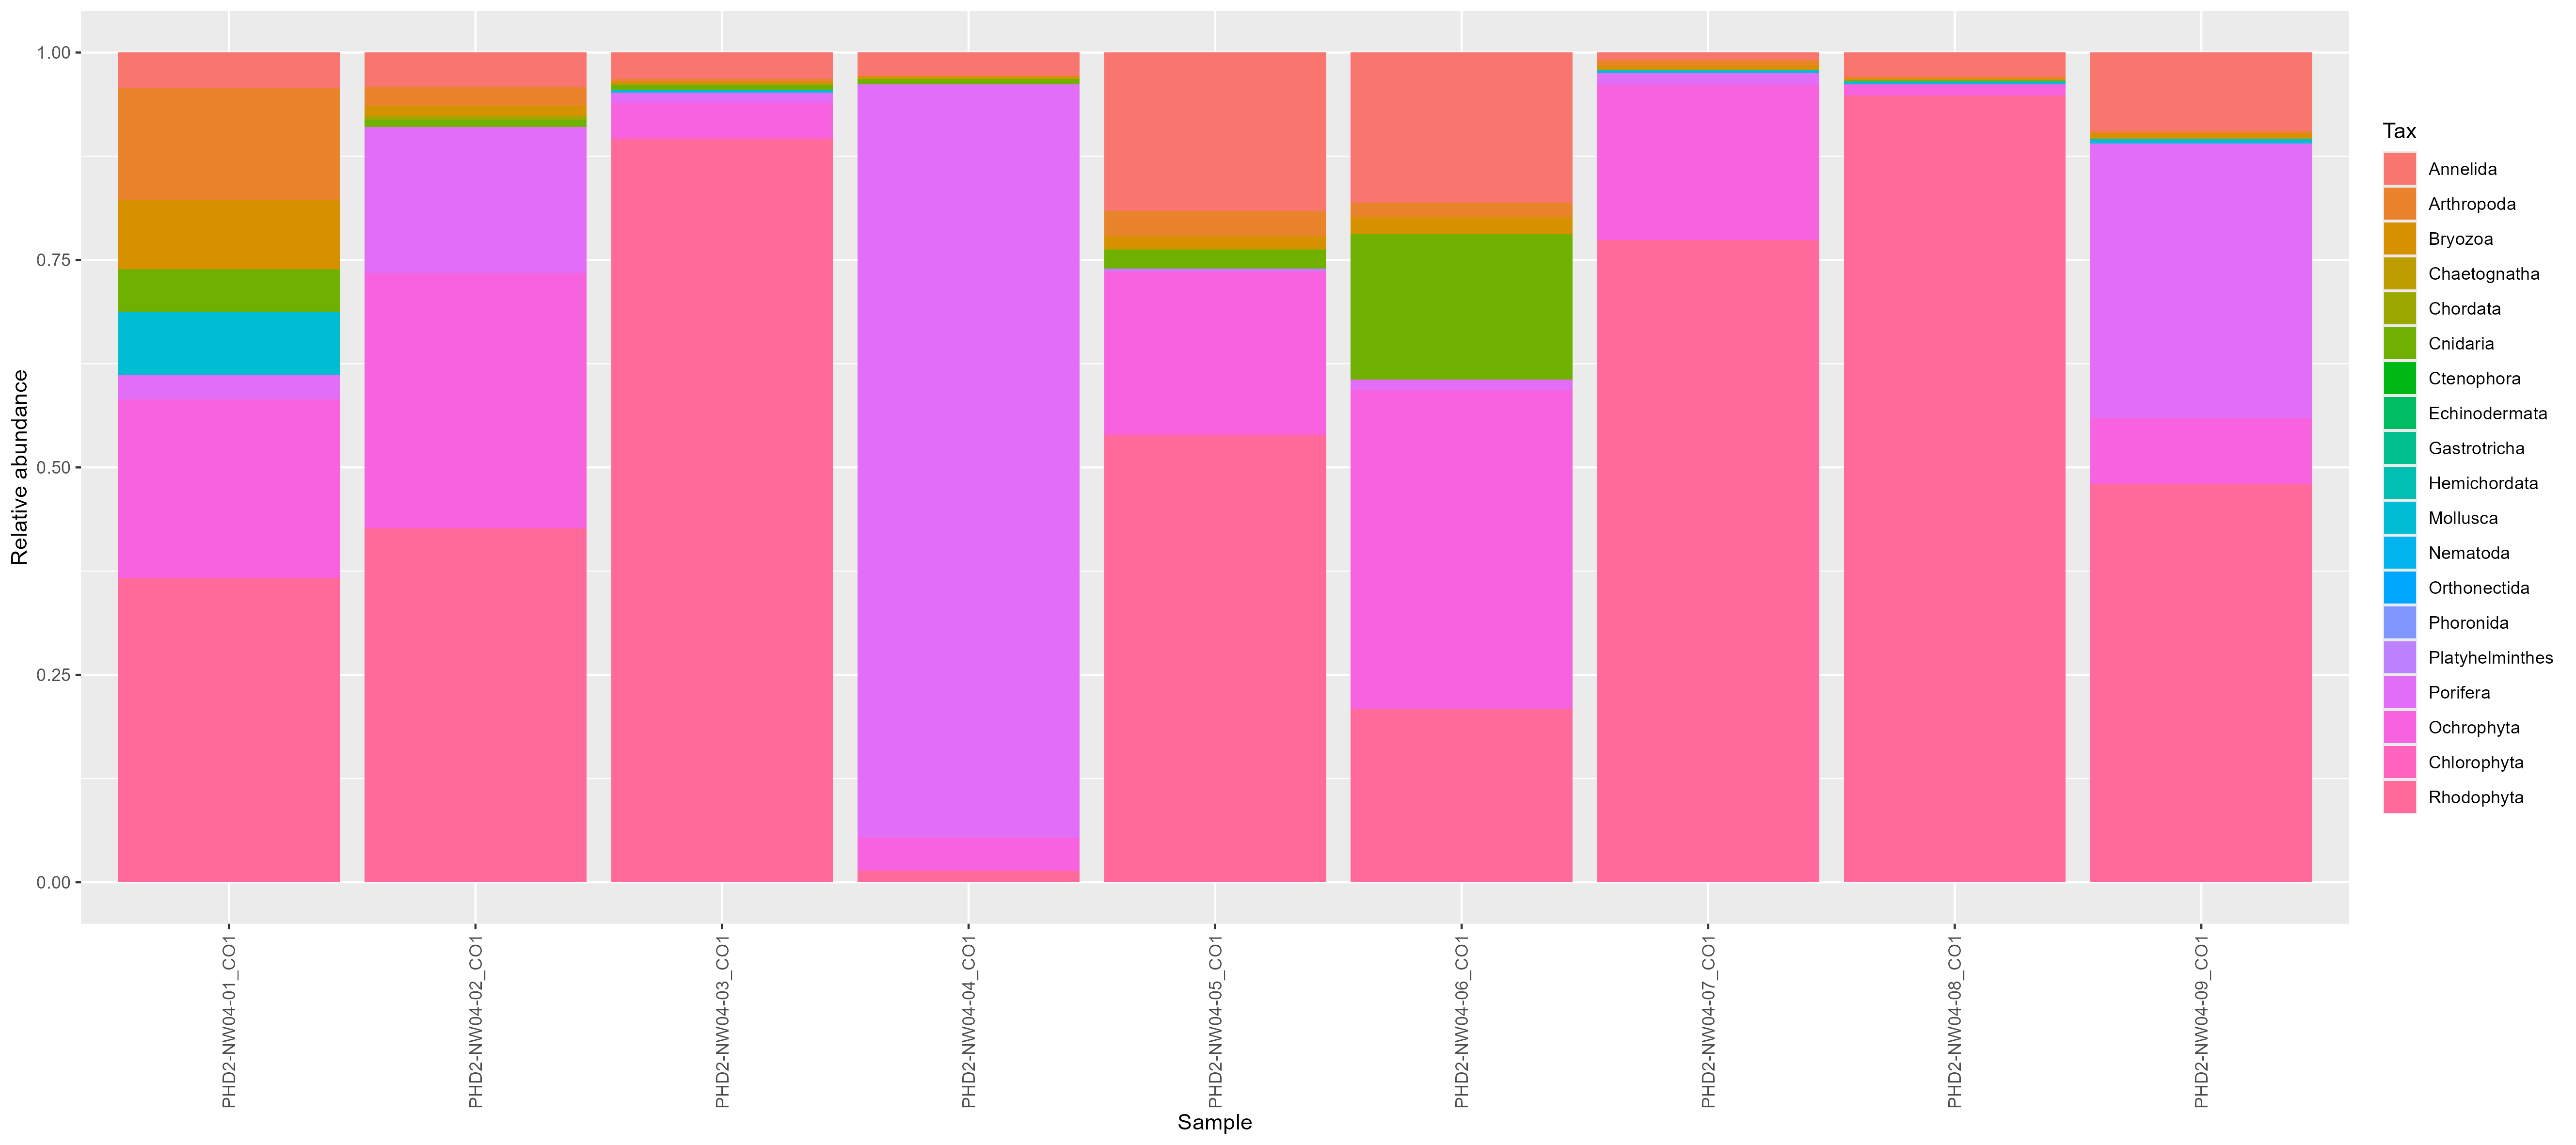 Relative abundance
1.00
0.75
0.50
0.25
0.00
PHD2-NW04-01_CO1
PHD2-NW04-02_CO1
PHD2-NW04-03_CO1
PHD2-NW04-04_CO1
PHD2-NW04-05_CO1
PHD2-NW04-06_CO1
PHD2-NW04-07_CO1
PHD2-NW04-08_CO1
PHD2-NW04-09_CO1
Sample
Tax
Annelida
Arthropoda
Bryozoa
Chaetognatha
Chordata
Cnidaria
Ctenophora
Echinodermata
Gastrotricha
Hemichordata
Mollusca
Nematoda
Orthonectida
Phoronida
Platyhelminthes
Porifera
Ochrophyta
Chlorophyta
Rhodophyta